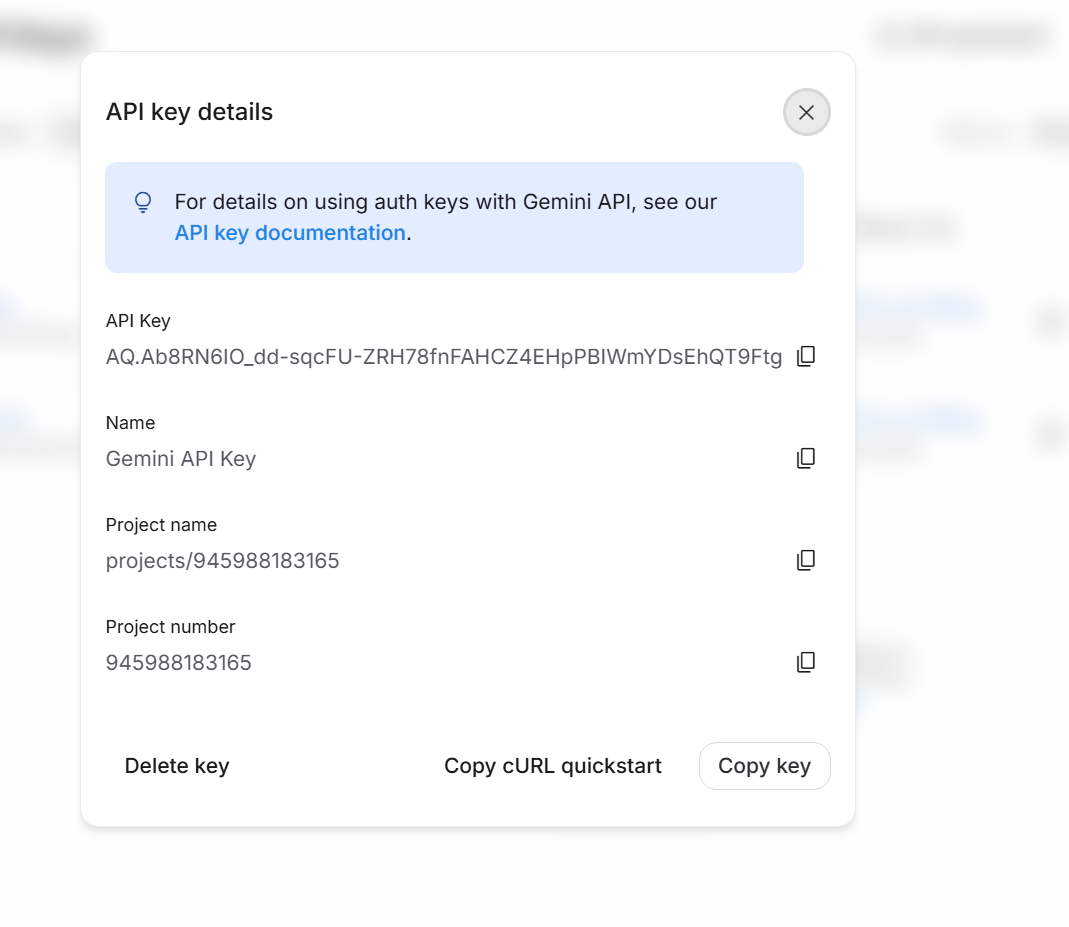 API key details
For details on using auth keys with Gemini API, see our
API key documentation.
API Key
AQ.Ab8RN6IO_dd-sqcFU-ZRH78fnFAHCZ4EHpPBIWmYDsEhQT9Ftg
Name
Gemini API Key
Project name
projects/945988183165
Project number
945988183165
Delete key
Copy cURL quickstart
Copy key